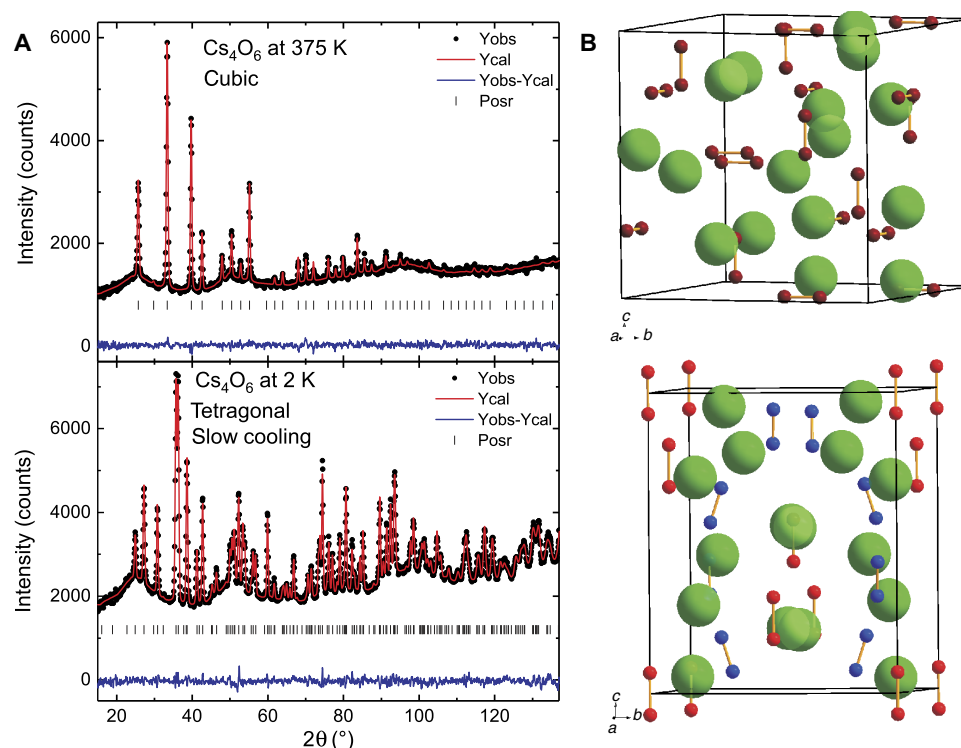 A
Cs4O6 at 375 K
Cubic
Yobs
Ycal
Yobs-Ycal
Posr
Intensity (counts)
6000
4000
2000
0
Cs4O6 at 2 K
Tetragonal
Slow cooling
Yobs
Ycal
Yobs-Ycal
Posr
Intensity (counts)
6000
4000
2000
0
20 40 60 80 100 120
2θ (°)
B
c
a b
c
a b